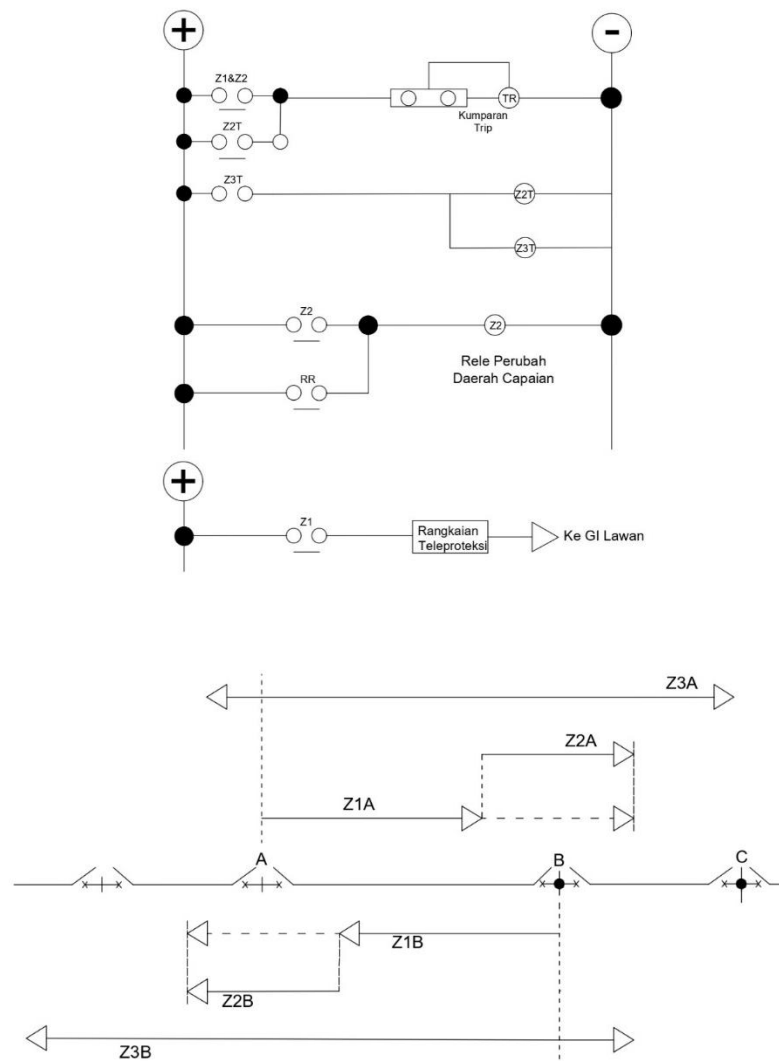 +
-
Z1&Z2
TR
Kumparan
Trip
Z2T
Z3T
Z2T
Z3T
Z2
Z2
Rele Perubah
Daerah Capaian
RR
+
Z1
Rangkaian
Teleproteksi
Ke GI Lawan
Z3A
Z2A
Z1A
A
B
C
Z1B
Z2B
Z3B